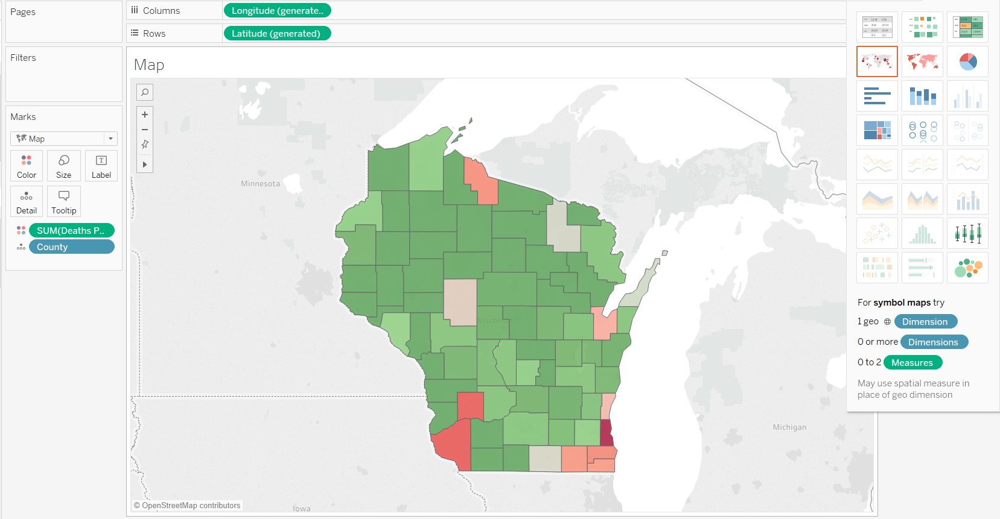 Pages
Columns
Longitude (generate..
Rows
Latitude (generated)
Filters
Map
Marks
Map
Color
Size
Label
Detail
Tooltip
SUM(Deaths P..
County
Minnesota
Wisconsin
Michigan
Iowa
© OpenStreetMap contributors
For symbol maps try
1 geo Dimension
0 or more Dimensions
0 to 2 Measures
May use spatial measure in
place of geo dimension